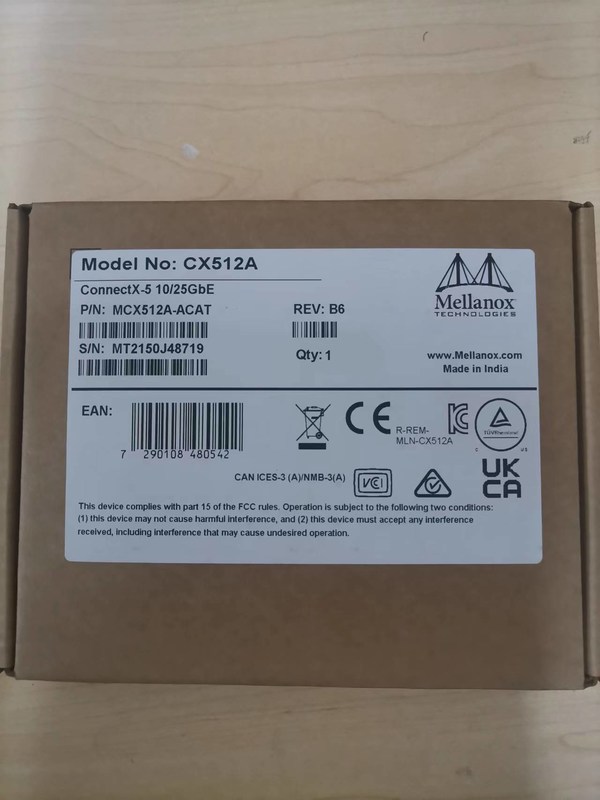 Model No: CX512A
ConnectX-5 10/25GbE
P/N: MCX512A-ACAT
REV: B6
S/N: MT2150J48719
Qty: 1
Mellanox
TECHNOLOGIES
www.Mellanox.com
Made in India
EAN:
7 290108 480542
CE
R-REM-
MLN-CX512A
TÜVRheinland
C US
CAN ICES-3 (A)/NMB-3(A)
VCI
UK
CA
This device complies with part 15 of the FCC rules. Operation is subject to the following two conditions:
(1) this device may not cause harmful interference, and (2) this device must accept any interference
received, including interference that may cause undesired operation.